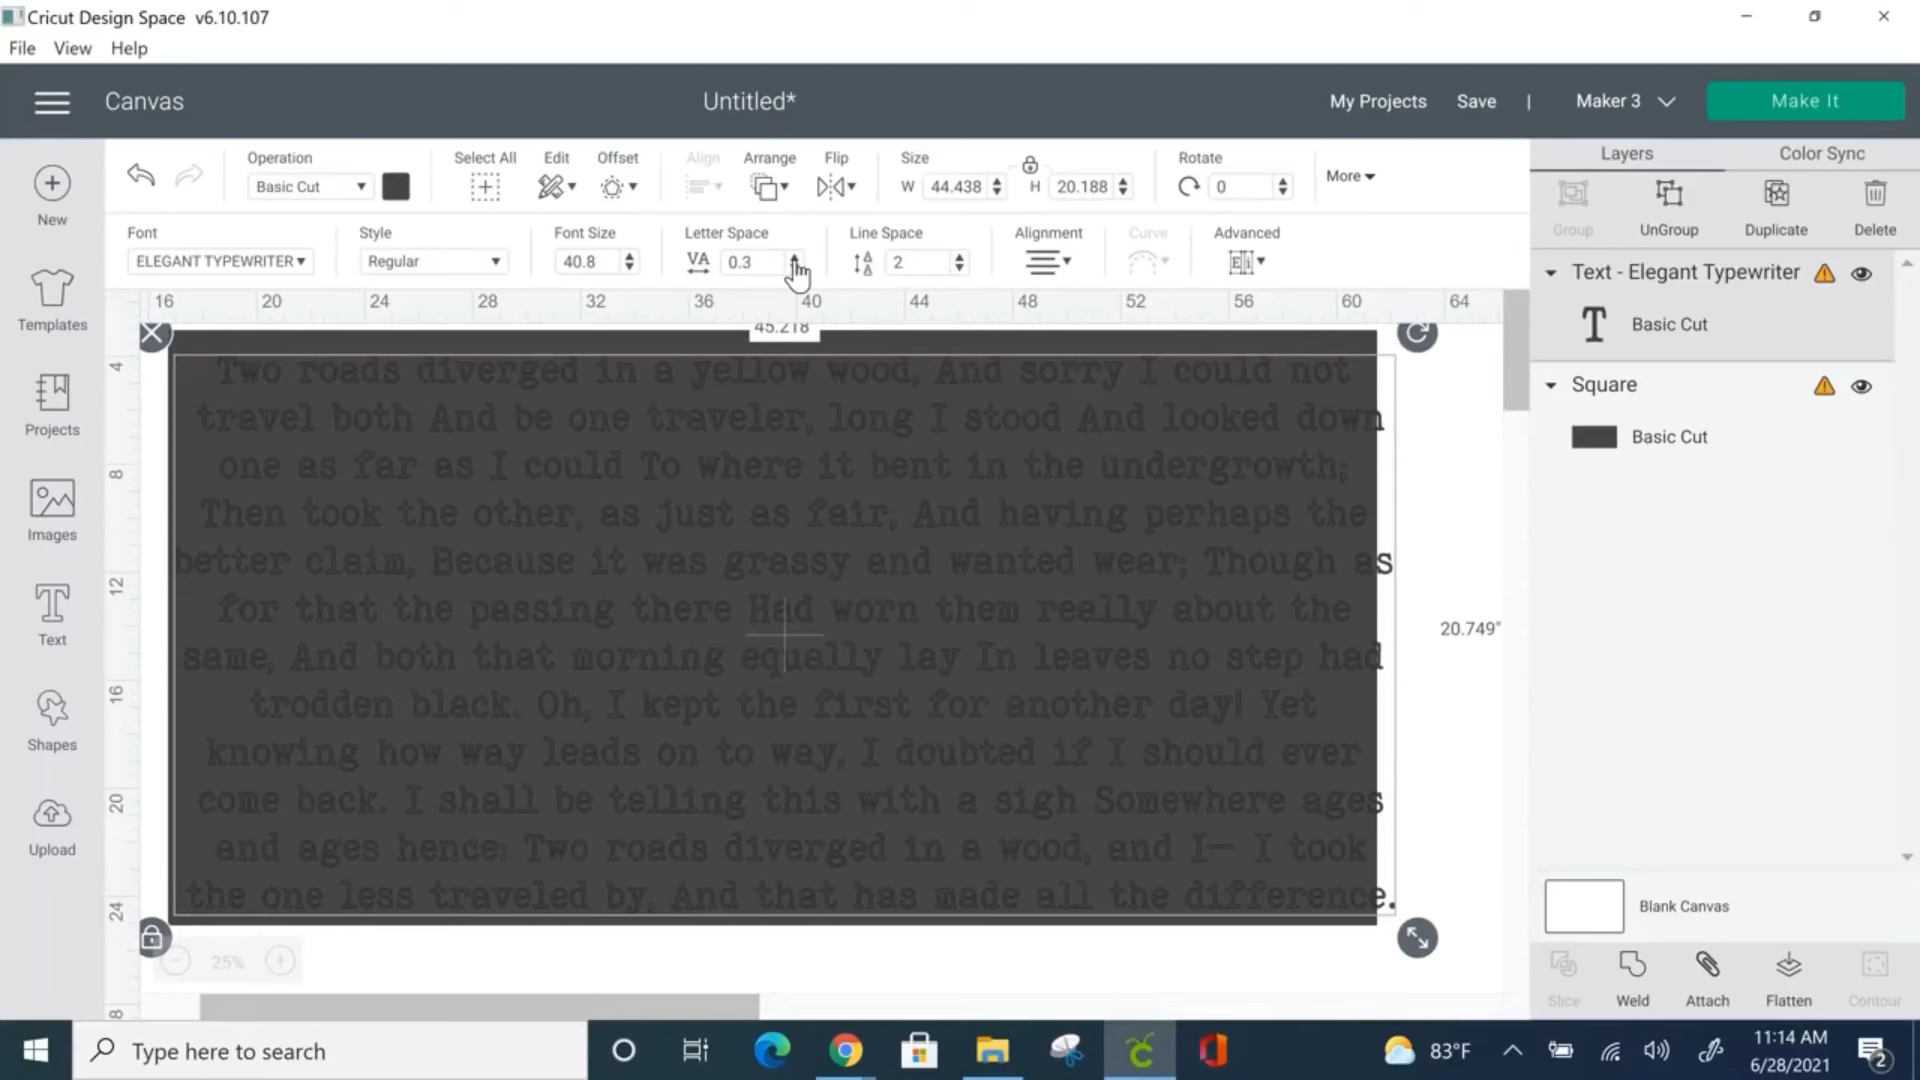 Cricut Design Space v6.10.107
File View Help
Canvas Untitled* My Projects Save | Maker 3 Make It
Operation Select All Edit Offset Align Arrange Flip Size Rotate
Basic Cut W 44.438 H 20.188 0 More
Font Style Font Size Letter Space Line Space Alignment Curve Advanced
ELEGANT TYPEWRITER Regular 40.8 VA 0.3 2
New
Templates
Projects
Images
Text
Shapes
Upload
16 20 24 28 32 36 40 44 48 52 56 60 64
4
8
12
16
20
24
8
45.218
Two roads diverged in a yellow wood, And sorry I could not
travel both And be one traveler, long I stood And looked down
one as far as I could To where it bent in the undergrowth;
Then took the other, as just as fair, And having perhaps the
better claim, Because it was grassy and wanted wear; Though as
for that the passing there Had worn them really about the
same, And both that morning equally lay In leaves no step had
trodden black. Oh, I kept the first for another day! Yet
knowing how way leads on to way, I doubted if I should ever
come back. I shall be telling this with a sigh Somewhere ages
and ages hence: Two roads diverged in a wood, and I— I took
the one less traveled by, And that has made all the difference.
20.749"
25%
Layers Color Sync
Group UnGroup Duplicate Delete
Text - Elegant Typewriter
T Basic Cut
Square
Basic Cut
Blank Canvas
Slice Weld Attach Flatten Contour
Type here to search
83°F
11:14 AM
6/28/2021
2